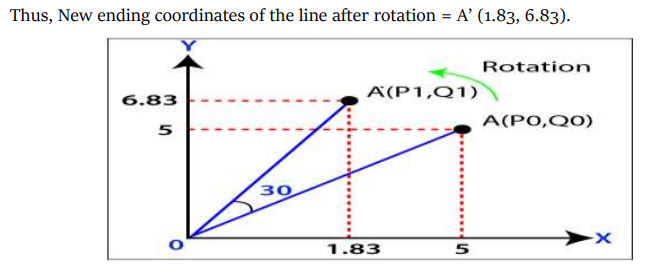 Thus, New ending coordinates of the line after rotation = A’ (1.83, 6.83).
Y
Rotation
6.83
A'(P1,Q1)
5
A(P0,Q0)
30
0
1.83
5
X